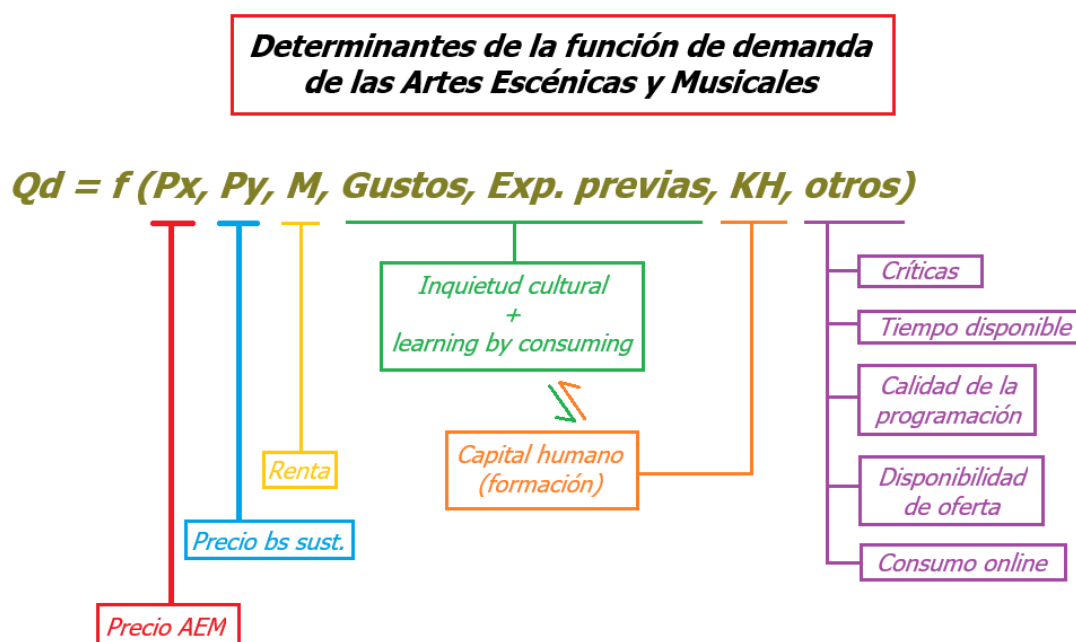 Determinantes de la función de demanda
de las Artes Escénicas y Musicales
Qd = f (Px, Py, M, Gustos, Exp. previas, KH, otros)
Inquietud cultural
+
learning by consuming
Capital humano
(formación)
Renta
Precio bs sust.
Precio AEM
Críticas
Tiempo disponible
Calidad de la
programación
Disponibilidad
de oferta
Consumo online